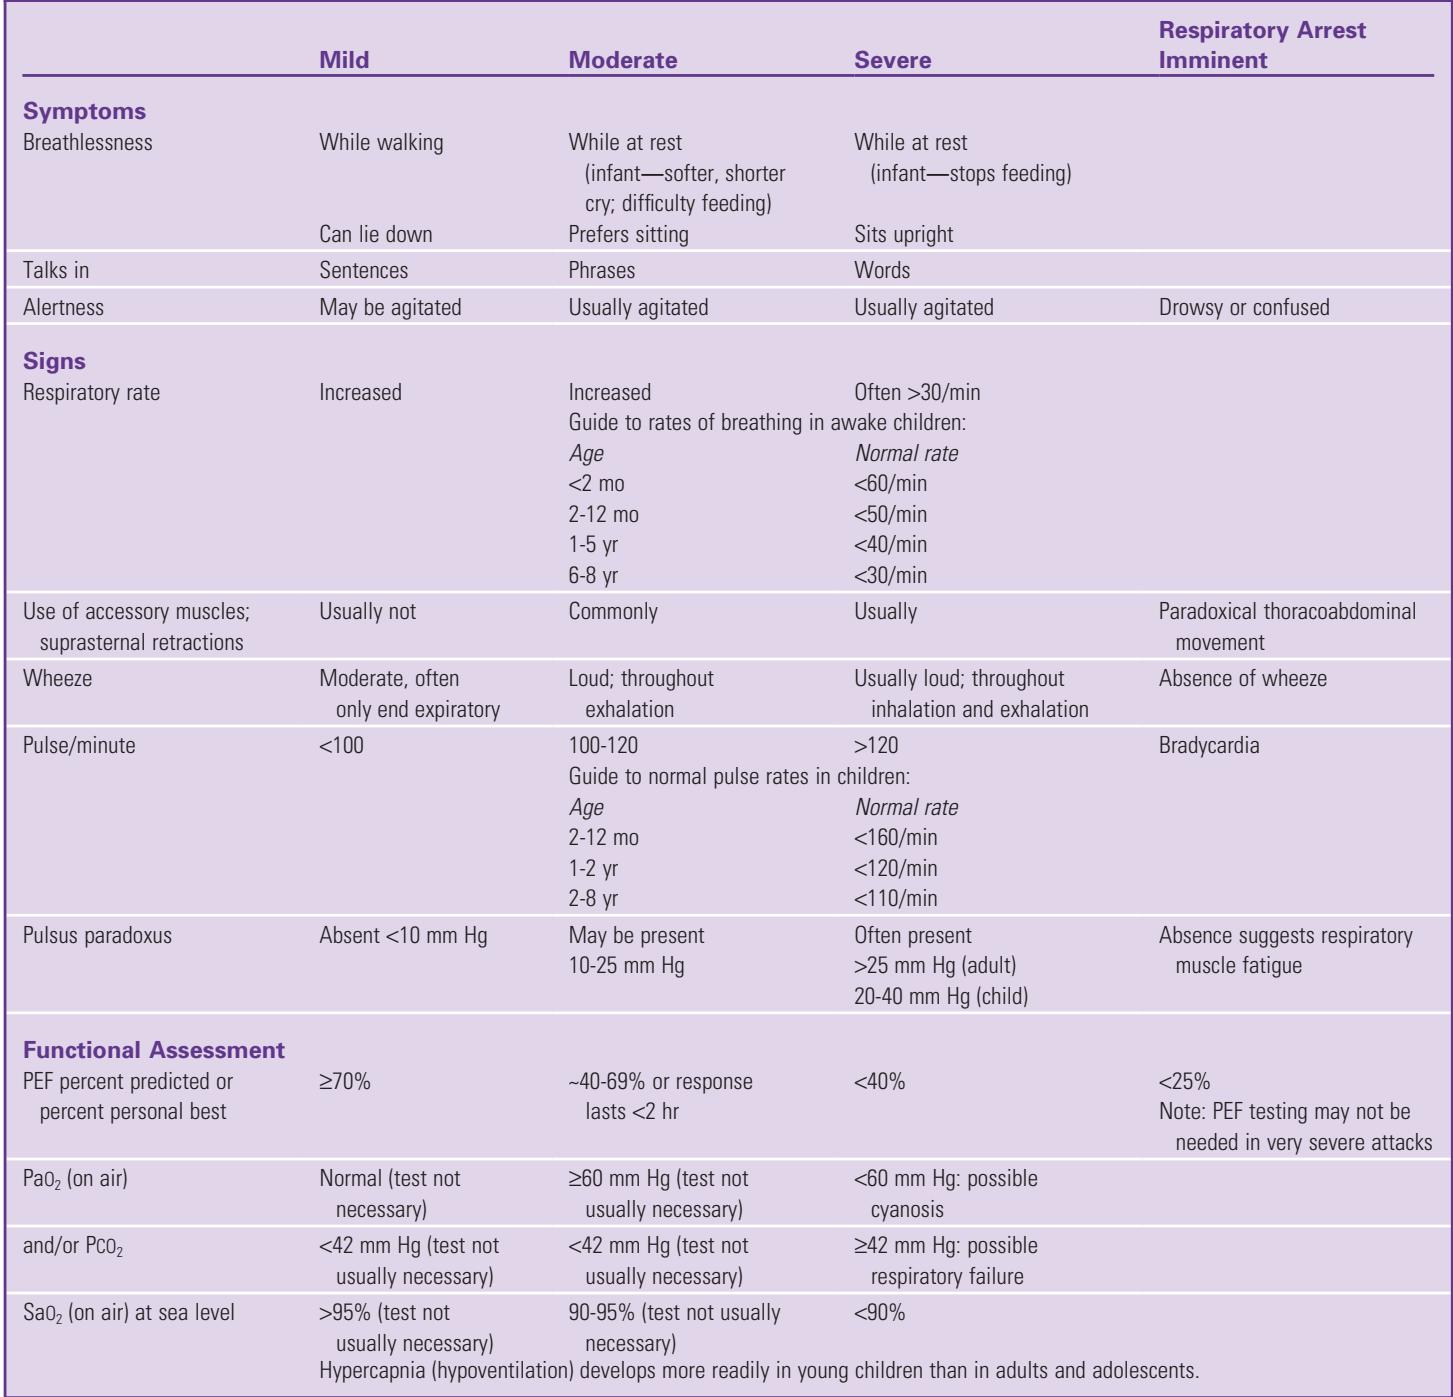 Respiratory Arrest
Mild Moderate Severe Imminent
Symptoms
Breathlessness While walking While at rest While at rest
(infant—softer, shorter (infant—stops feeding)
cry; difficulty feeding)
Can lie down Prefers sitting Sits upright
Talks in Sentences Phrases Words
Alertness May be agitated Usually agitated Usually agitated Drowsy or confused
Signs
Respiratory rate Increased Increased Often >30/min
Guide to rates of breathing in awake children:
Age Normal rate
<2 mo <60/min
2-12 mo <50/min
1-5 yr <40/min
6-8 yr <30/min
Use of accessory muscles; Usually not Commonly Usually Paradoxical thoracoabdominal
suprasternal retractions movement
Wheeze Moderate, often Loud; throughout Usually loud; throughout Absence of wheeze
only end expiratory exhalation inhalation and exhalation
Pulse/minute <100 100-120 >120 Bradycardia
Guide to normal pulse rates in children:
Age Normal rate
2-12 mo <160/min
1-2 yr <120/min
2-8 yr <110/min
Pulsus paradoxus Absent <10 mm Hg May be present Often present Absence suggests respiratory
10-25 mm Hg >25 mm Hg (adult) muscle fatigue
20-40 mm Hg (child)
Functional Assessment
PEF percent predicted or ≥70% ~40-69% or response <40% <25%
percent personal best lasts <2 hr Note: PEF testing may not be
needed in very severe attacks
PaO₂ (on air) Normal (test not ≥60 mm Hg (test not <60 mm Hg: possible
necessary) usually necessary) cyanosis
and/or PCO₂ <42 mm Hg (test not <42 mm Hg (test not ≥42 mm Hg: possible
usually necessary) usually necessary) respiratory failure
SaO₂ (on air) at sea level >95% (test not 90-95% (test not usually <90%
usually necessary) necessary)
Hypercapnia (hypoventilation) develops more readily in young children than in adults and adolescents.